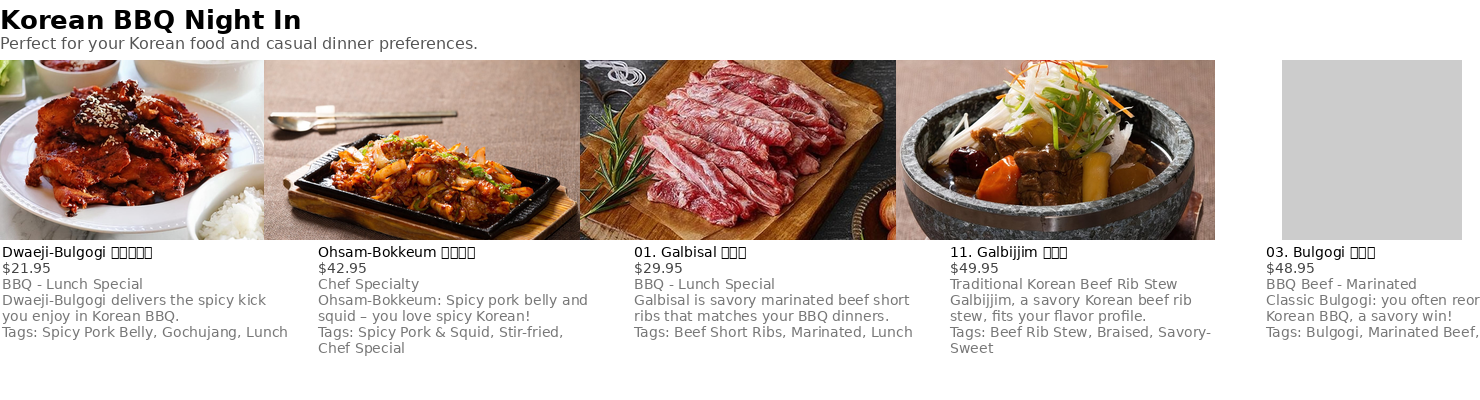 Korean BBQ Night In
Perfect for your Korean food and casual dinner preferences.
Dwaeji-Bulgogi
$21.95
BBQ - Lunch Special
Dwaeji-Bulgogi delivers the spicy kick
you enjoy in Korean BBQ.
Tags: Spicy Pork Belly, Gochujang, Lunch
Ohsam-Bokkeum
$42.95
Chef Specialty
Ohsam-Bokkeum: Spicy pork belly and
squid – you love spicy Korean!
Tags: Spicy Pork & Squid, Stir-fried,
Chef Special
01. Galbisal
$29.95
BBQ - Lunch Special
Galbisal is savory marinated beef short
ribs that matches your BBQ dinners.
Tags: Beef Short Ribs, Marinated, Lunch
11. Galbijjim
$49.95
Traditional Korean Beef Rib Stew
Galbijjim, a savory Korean beef rib
stew, fits your flavor profile.
Tags: Beef Rib Stew, Braised, Savory-
Sweet
03. Bulgogi
$48.95
BBQ Beef - Marinated
Classic Bulgogi: you often
Korean BBQ, a savory win!
Tags: Bulgogi, Marinated Beef,